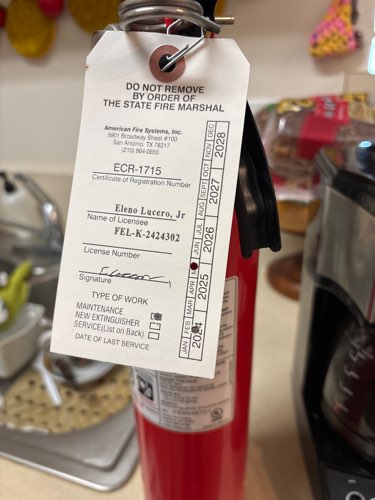 DO NOT REMOVE
BY ORDER OF
THE STATE FIRE MARSHAL
American Fire Systems, Inc.
9901 Broadway Street #100
San Antonio, TX 78217
(210) 864-0655
ECR-1715
Certificate of Registration Number
Eleno Lucero, Jr
Name of Licensee
FEL-K-2424302
License Number
Signature
TYPE OF WORK
MAINTENANCE
NEW EXTINGUISHER
SERVICE(List on Back)
DATE OF LAST SERVICE
JAN FEB MAR APR JUN JUL AUG SEPT OCT NOV DEC
2024 2025 2026 2027 2028